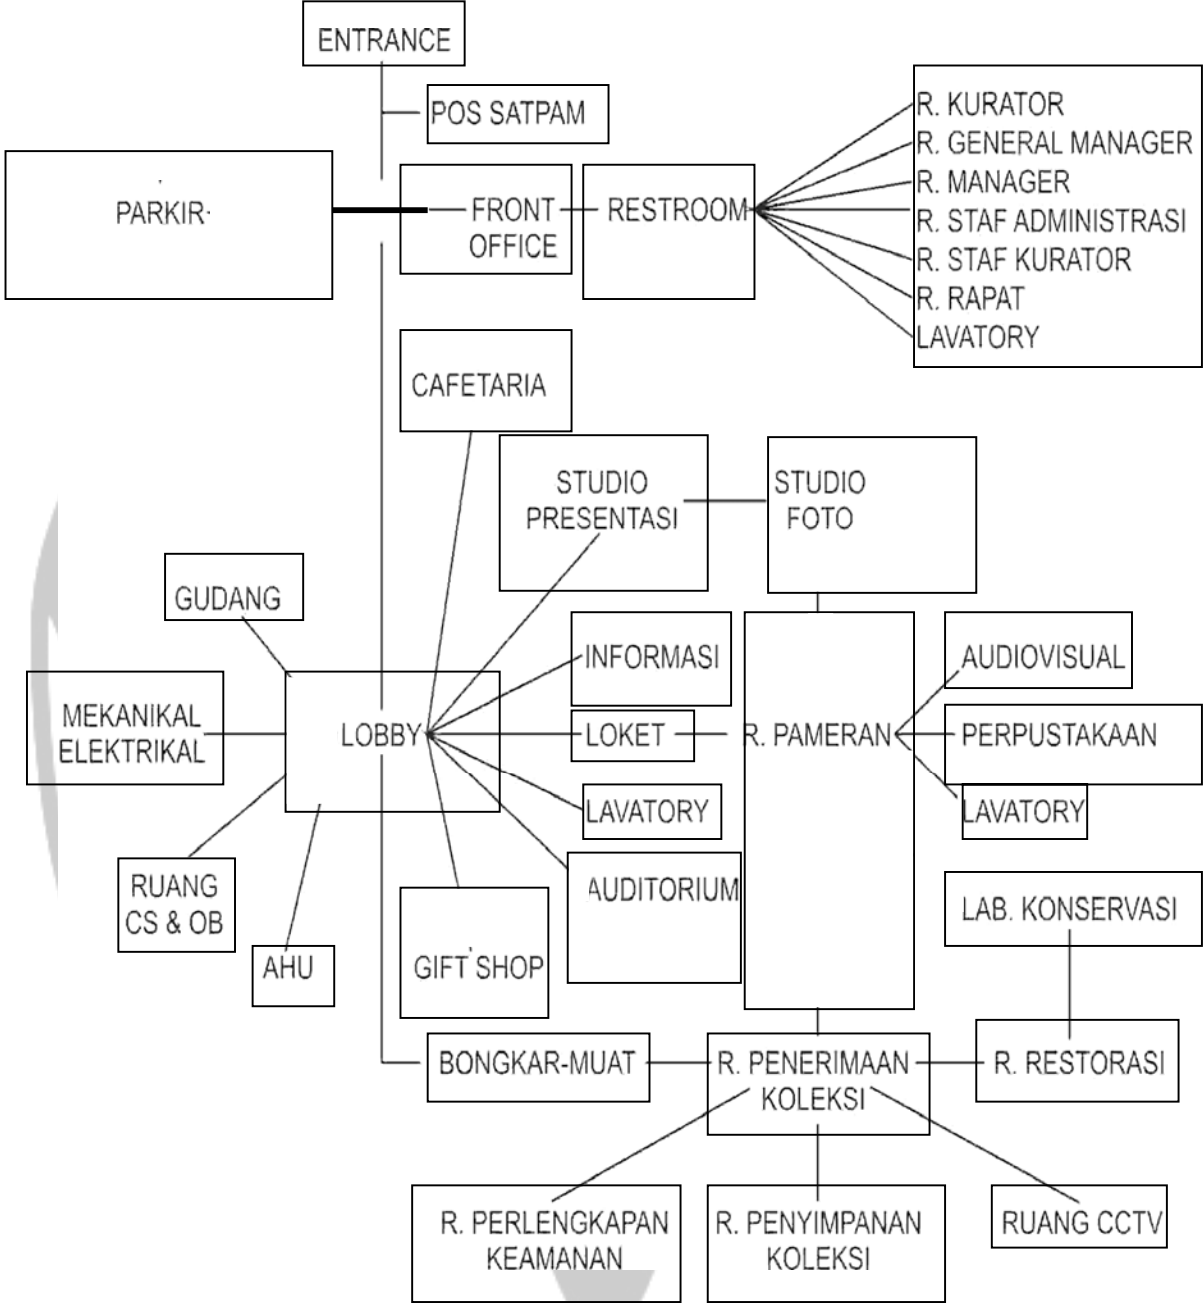 ENTRANCE
POS SATPAM
PARKIR
FRONT
OFFICE
RESTROOM
R. KURATOR
R. GENERAL MANAGER
R. MANAGER
R. STAF ADMINISTRASI
R. STAF KURATOR
R. RAPAT
LAVATORY
CAFETARIA
STUDIO
PRESENTASI
STUDIO
FOTO
GUDANG
MEKANIKAL
ELEKTRIKAL
LOBBY
INFORMASI
LOKET
LAVATORY
AUDITORIUM
R. PAMERAN
AUDIOVISUAL
PERPUSTAKAAN
LAVATORY
RUANG
CS & OB
AHU
GIFT SHOP
LAB. KONSERVASI
BONGKAR-MUAT
R. PENERIMAAN
KOLEKSI
R. RESTORASI
R. PERLENGKAPAN
KEAMANAN
R. PENYIMPANAN
KOLEKSI
RUANG CCTV